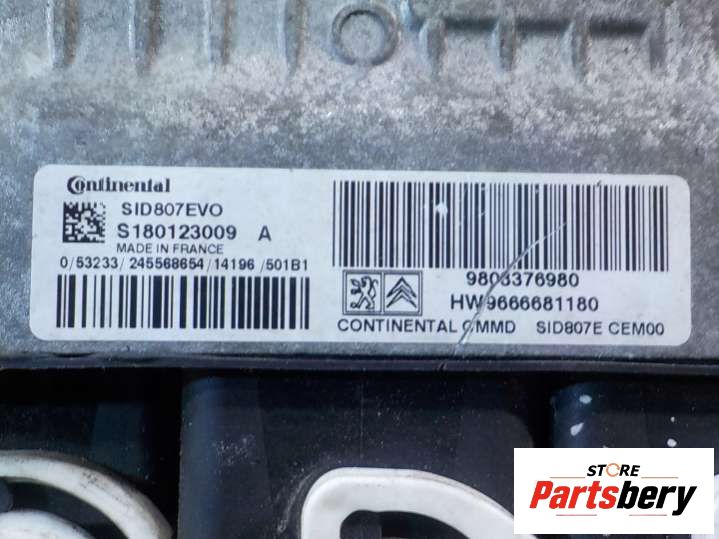 Continental
SID807EVO
S180123009 A
MADE IN FRANCE
0/53233/245568654/14196/501B1
9803376980
HW9666681180
CONTINENTAL CMMD SID807E CEM00
STORE
Partsbery